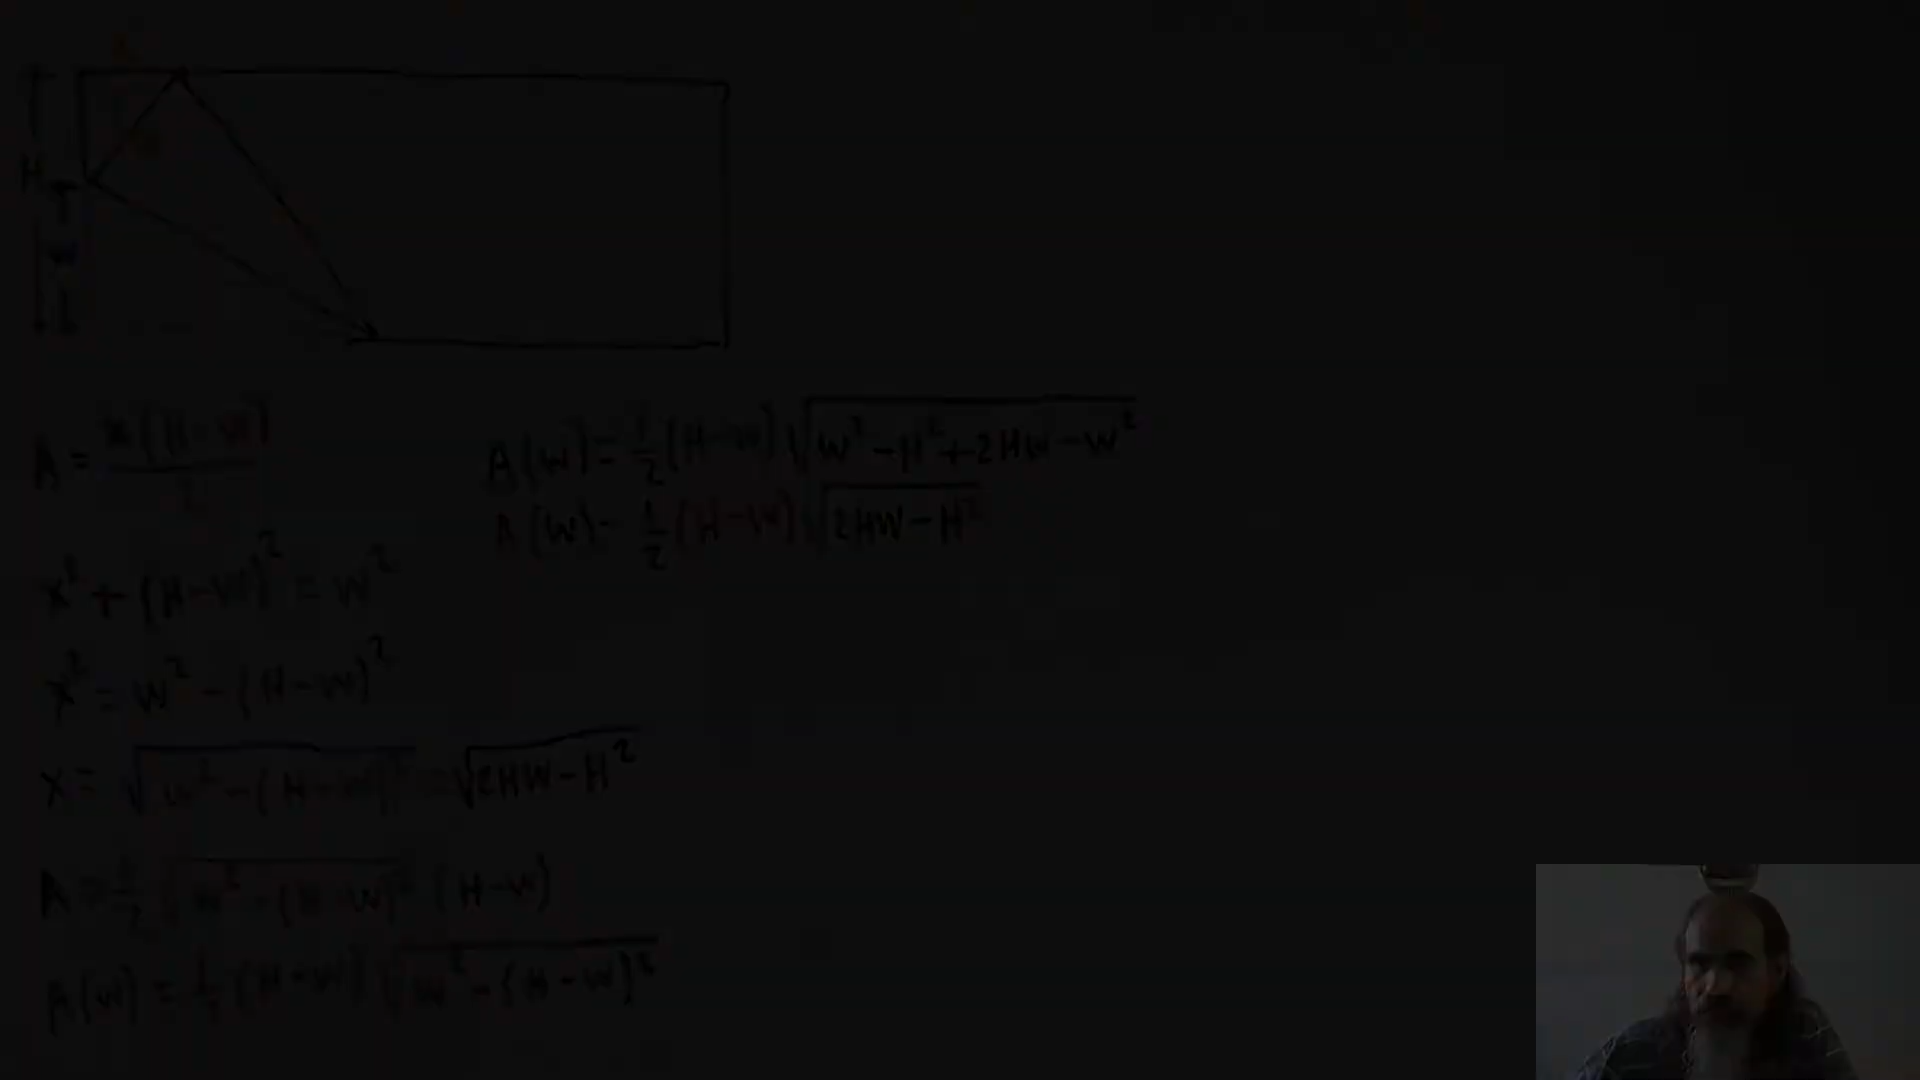 H
W
A = x(H-W)/2
x² + (H-W)² = W²
x² = W² - (H-W)²
x = √(W² - (H-W)²) = √(2HW - H²)
A = 1/2 √(W² - (H-W)²) (H-W)
A(W) = 1/2 (H-W) √(W² - (H-W)²)
A(W) = 1/2 (H-W) √(W² - H² + 2HW - W²)
A(W) = 1/2 (H-W) √(2HW - H²)